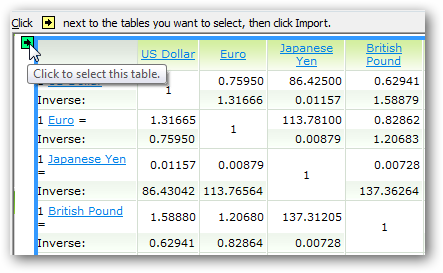 Click next to the tables you want to select, then click Import.
US Dollar Euro Japanese Yen British Pound
Click to select this table.
1 0.75950 86.42500 0.62941
Inverse: 1.31666 0.01157 1.58879
1 Euro = 1.31665 1 113.78100 0.82862
Inverse: 0.75950 0.00879 1.20683
1 Japanese Yen = 0.01157 0.00879 1 0.00728
Inverse: 86.43042 113.76564 137.36264
1 British Pound = 1.58880 1.20680 137.31205 1
Inverse: 0.62941 0.82864 0.00728